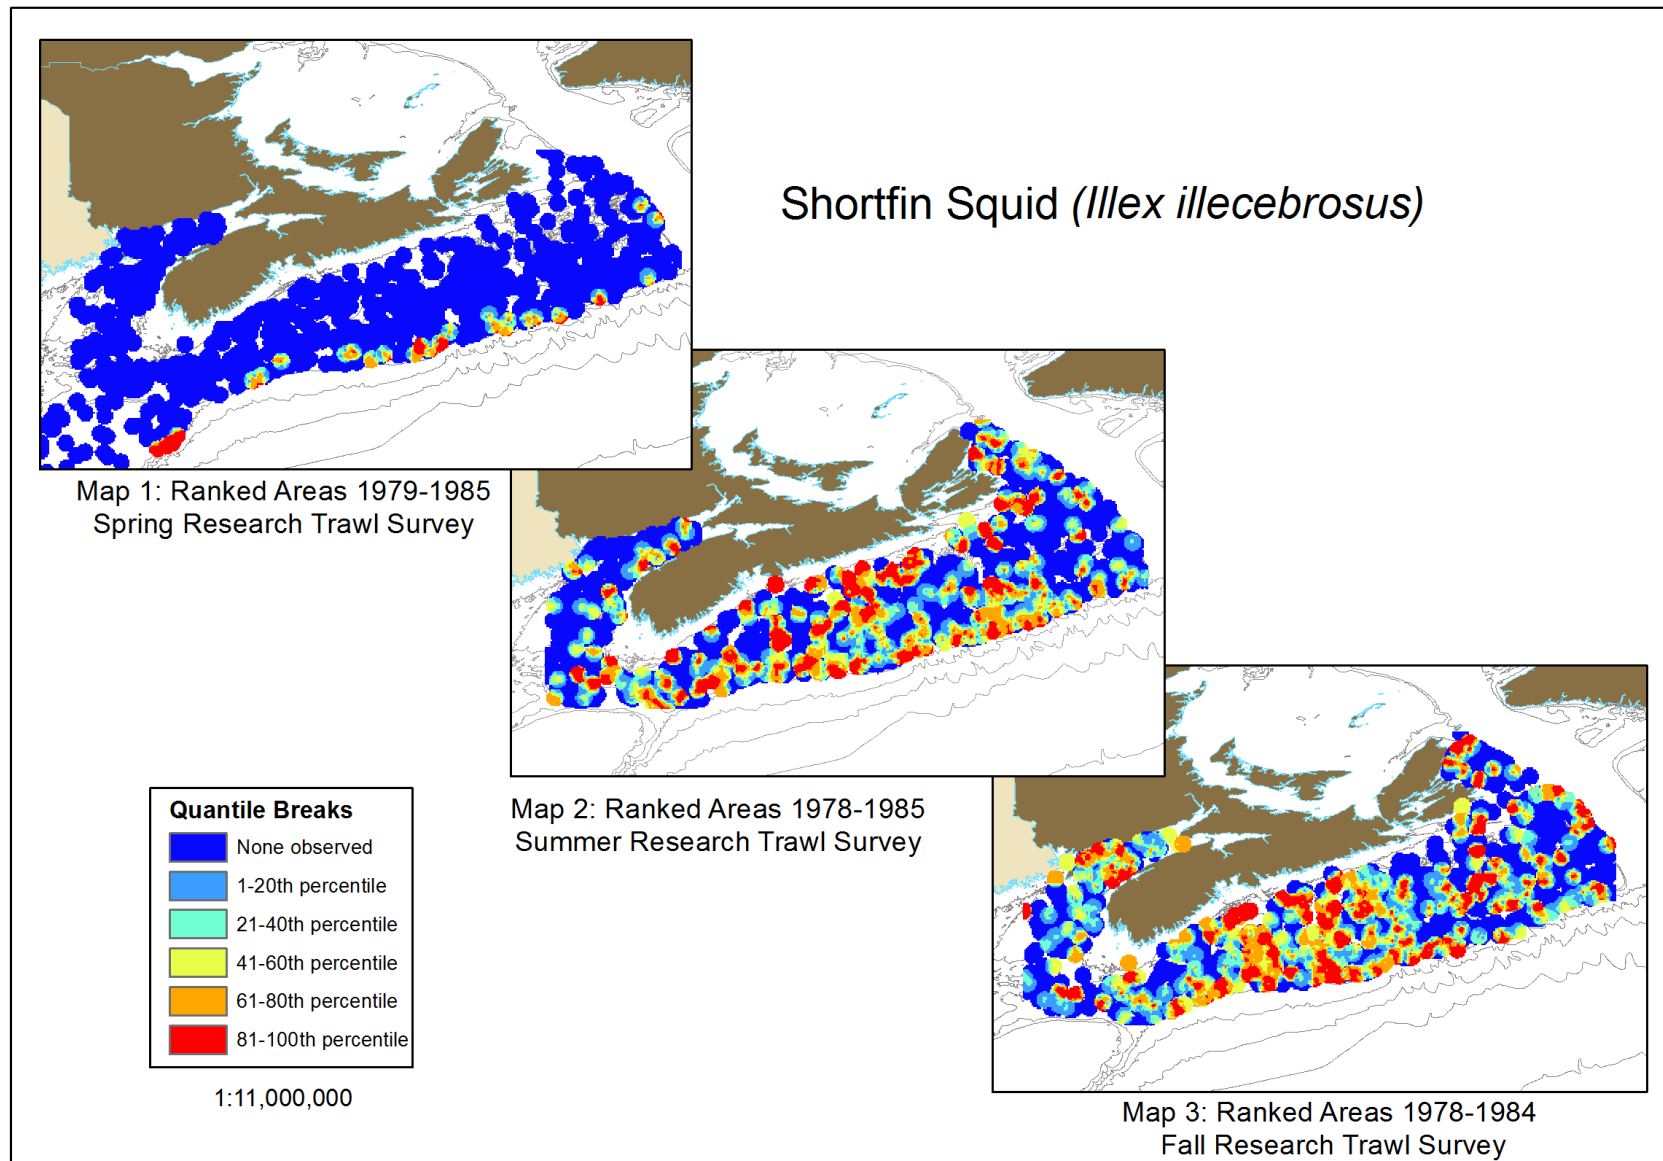 Shortfin Squid (Illex illecebrosus)
Map 1: Ranked Areas 1979-1985
Spring Research Trawl Survey
Map 2: Ranked Areas 1978-1985
Summer Research Trawl Survey
Quantile Breaks
None observed
1-20th percentile
21-40th percentile
41-60th percentile
61-80th percentile
81-100th percentile
1:11,000,000
Map 3: Ranked Areas 1978-1984
Fall Research Trawl Survey